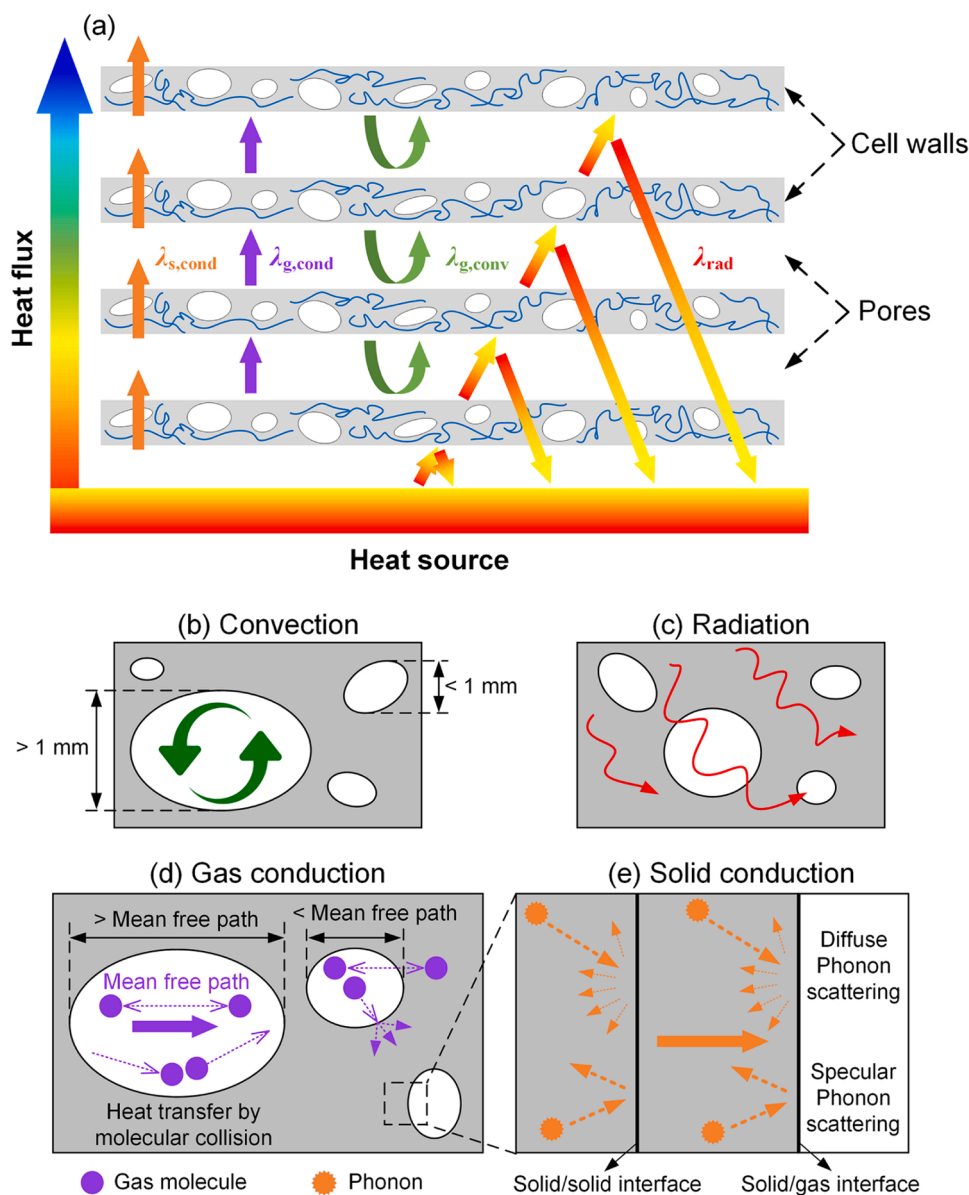 (a)
Cell walls
Heat flux
λs,cond
λg,cond
λg,conv
λrad
Pores
Heat source
(b) Convection
> 1 mm
< 1 mm
(c) Radiation
(d) Gas conduction
> Mean free path
< Mean free path
Mean free path
Heat transfer by
molecular collision
(e) Solid conduction
Diffuse
Phonon
scattering
Specular
Phonon
scattering
Gas molecule
Phonon
Solid/solid interface
Solid/gas interface